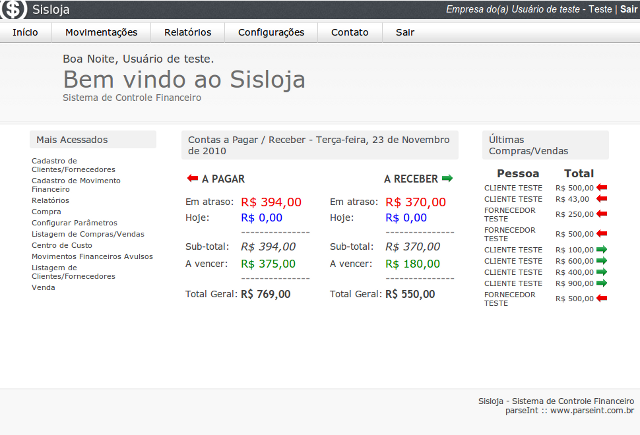 ($) Sisloja
Empresa do(a) Usuário de teste - Teste | Sair
Início Movimentações Relatórios Configurações Contato Sair
Boa Noite, Usuário de teste.
Bem vindo ao Sisloja
Sistema de Controle Financeiro
Mais Acessados
Cadastro de
Clientes/Fornecedores
Cadastro de Movimento
Financeiro
Relatórios
Compra
Configurar Parâmetros
Listagem de Compras/Vendas
Centro de Custo
Movimentos Financeiros Avulsos
Listagem de
Clientes/Fornecedores
Venda
Contas a Pagar / Receber - Terça-feira, 23 de Novembro
de 2010
A PAGAR
Em atraso: R$ 394,00
Hoje: R$ 0,00
--------------
Sub-total: R$ 394,00
A vencer: R$ 375,00
--------------
Total Geral: R$ 769,00
A RECEBER
Em atraso: R$ 370,00
Hoje: R$ 0,00
--------------
Sub-total: R$ 370,00
A vencer: R$ 180,00
--------------
Total Geral: R$ 550,00
Últimas
Compras/Vendas
Pessoa Total
CLIENTE TESTE R$ 500,00
CLIENTE TESTE R$ 43,00
FORNECEDOR
TESTE R$ 250,00
FORNECEDOR
TESTE R$ 500,00
CLIENTE TESTE R$ 100,00
CLIENTE TESTE R$ 600,00
CLIENTE TESTE R$ 400,00
CLIENTE TESTE R$ 900,00
FORNECEDOR
TESTE R$ 500,00
Sisloja - Sistema de Controle Financeiro
parseInt :: www.parseint.com.br